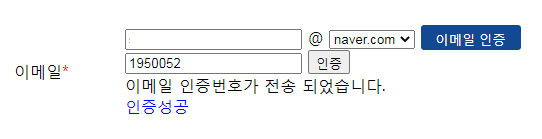 @ naver.com 이메일 인증
이메일* 1950052 인증
이메일 인증번호가 전송 되었습니다.
인증성공